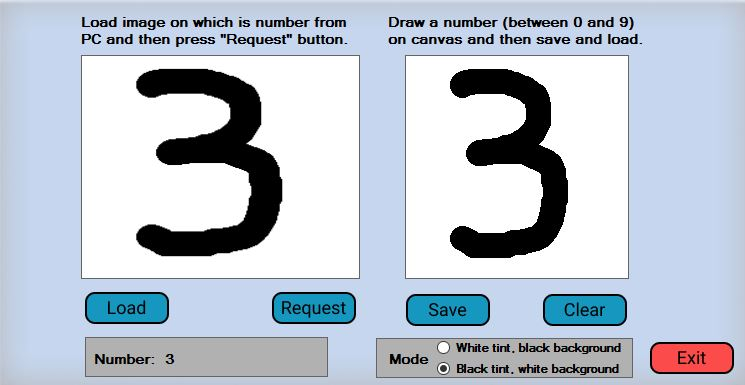 Load image on which is number from
PC and then press "Request" button.
Draw a number (between 0 and 9)
on canvas and then save and load.
3
3
Load
Request
Save
Clear
Number: 3
Mode
White tint, black background
Black tint, white background
Exit